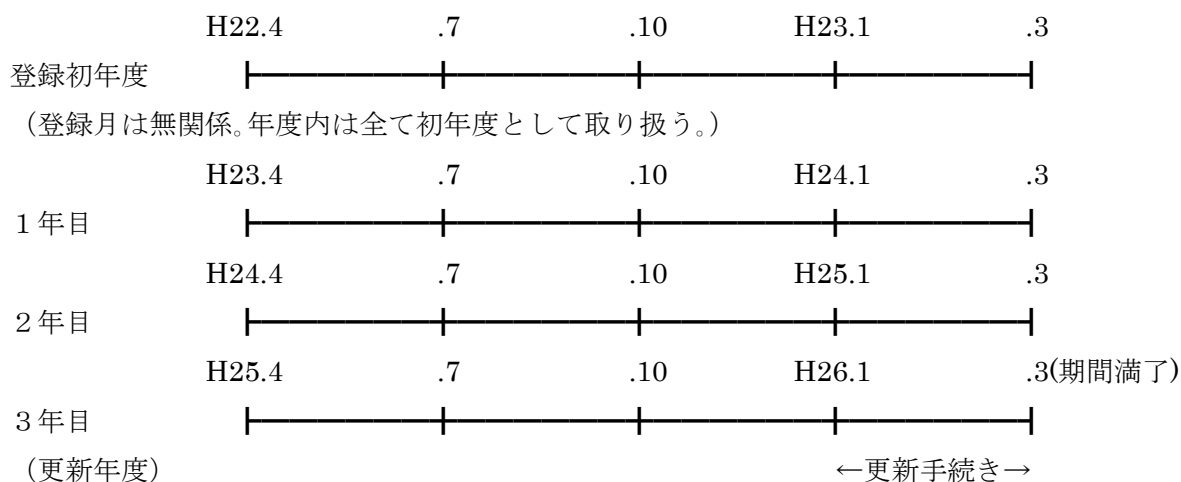 H22.4 .7 .10 H23.1 .3
登録初年度
（登録月は無関係。年度内は全て初年度として取り扱う。）
H23.4 .7 .10 H24.1 .3
１年目
H24.4 .7 .10 H25.1 .3
２年目
H25.4 .7 .10 H26.1 .3(期間満了)
３年目
（更新年度） ←更新手続き→